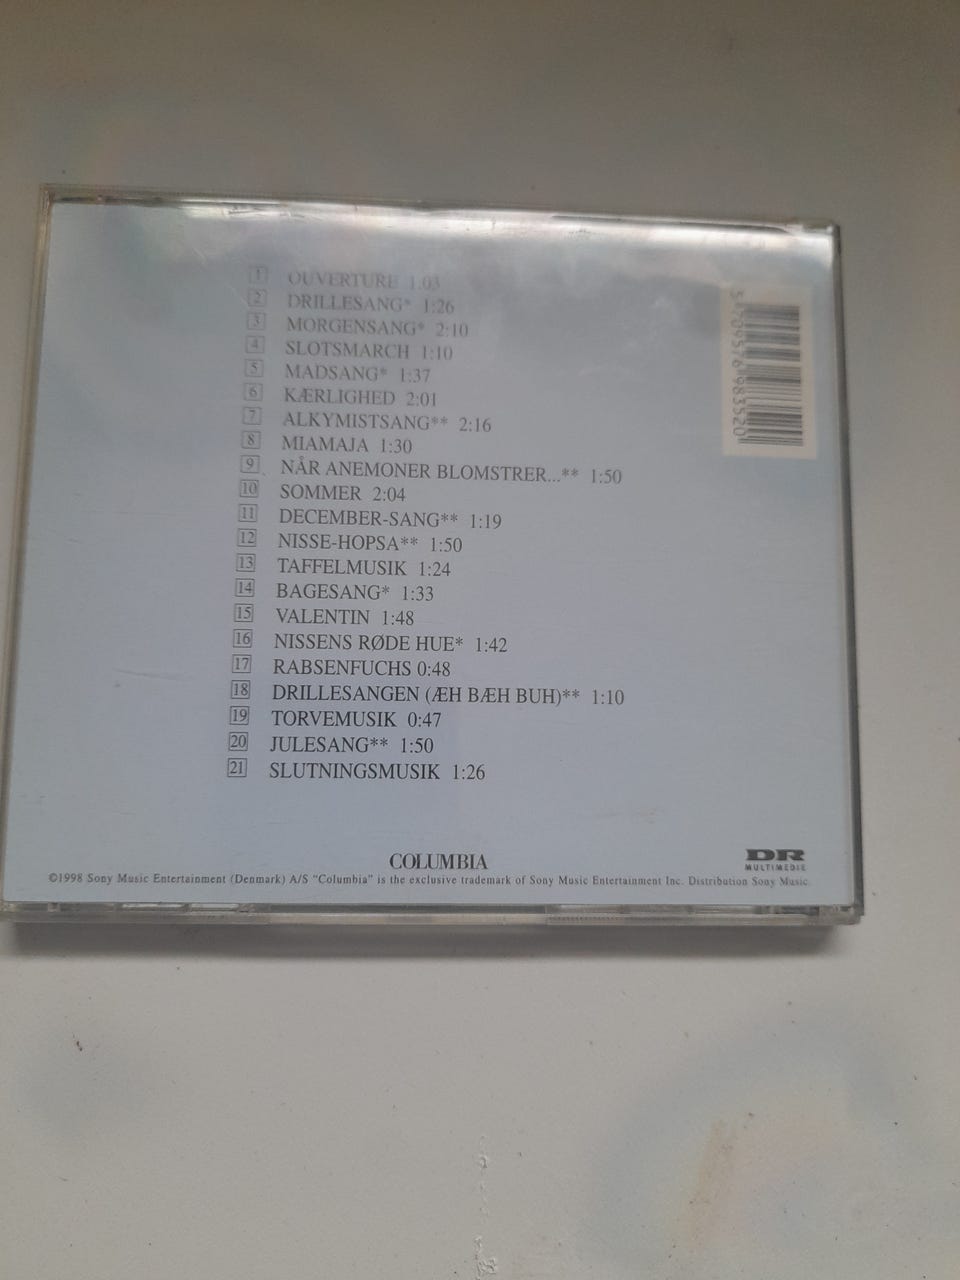 1 OUVERTURE 1.03
2 DRILLESANG* 1:26
3 MORGENSANG* 2:10
4 SLOTSMARCH 1:10
5 MADSANG* 1:37
6 KÆRLIGHED 2:01
7 ALKYMISTSANG** 2:16
8 MIAMAJA 1:30
9 NÅR ANEMONER BLOMSTRER...** 1:50
10 SOMMER 2:04
11 DECEMBER-SANG** 1:19
12 NISSE-HOPSA** 1:50
13 TAFFELMUSIK 1:24
14 BAGESANG* 1:33
15 VALENTIN 1:48
16 NISSENS RØDE HUE* 1:42
17 RABSENFUCHS 0:48
18 DRILLESANGEN (ÆH BÆH BUH)** 1:10
19 TORVEMUSIK 0:47
20 JULESANG** 1:50
21 SLUTNINGSMUSIK 1:26
5 709576 983520
COLUMBIA
DR
MULTIMEDIE
©1998 Sony Music Entertainment (Denmark) A/S "Columbia" is the exclusive trademark of Sony Music Entertainment Inc. Distribution Sony Music.